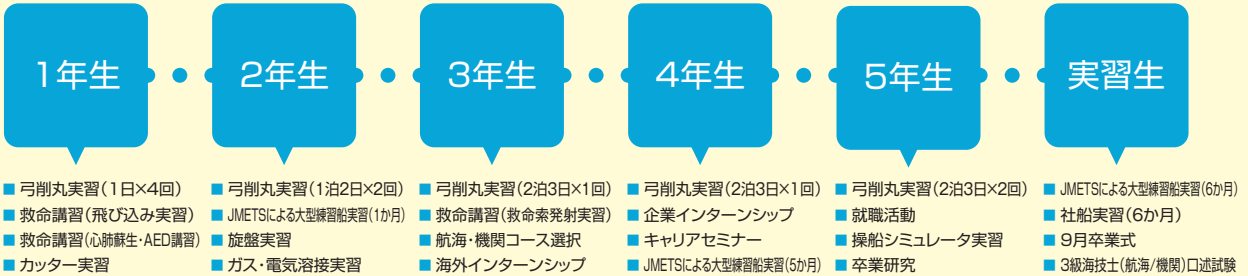 1年生
■ 弓削丸実習(1日×4回)
■ 救命講習(飛び込み実習)
■ 救命講習(心肺蘇生・AED講習)
■ カッター実習
2年生
■ 弓削丸実習(1泊2日×2回)
■ JMETSによる大型練習船実習(1か月)
■ 旋盤実習
■ ガス・電気溶接実習
3年生
■ 弓削丸実習(2泊3日×1回)
■ 救命講習(救命索発射実習)
■ 航海・機関コース選択
■ 海外インターンシップ
4年生
■ 弓削丸実習(2泊3日×1回)
■ 企業インターンシップ
■ キャリアセミナー
■ JMETSによる大型練習船実習(5か月)
5年生
■ 弓削丸実習(2泊3日×2回)
■ 就職活動
■ 操船シミュレータ実習
■ 卒業研究
実習生
■ JMETSによる大型練習船実習(6か月)
■ 社船実習(6か月)
■ 9月卒業式
■ 3級海技士(航海/機関)口述試験